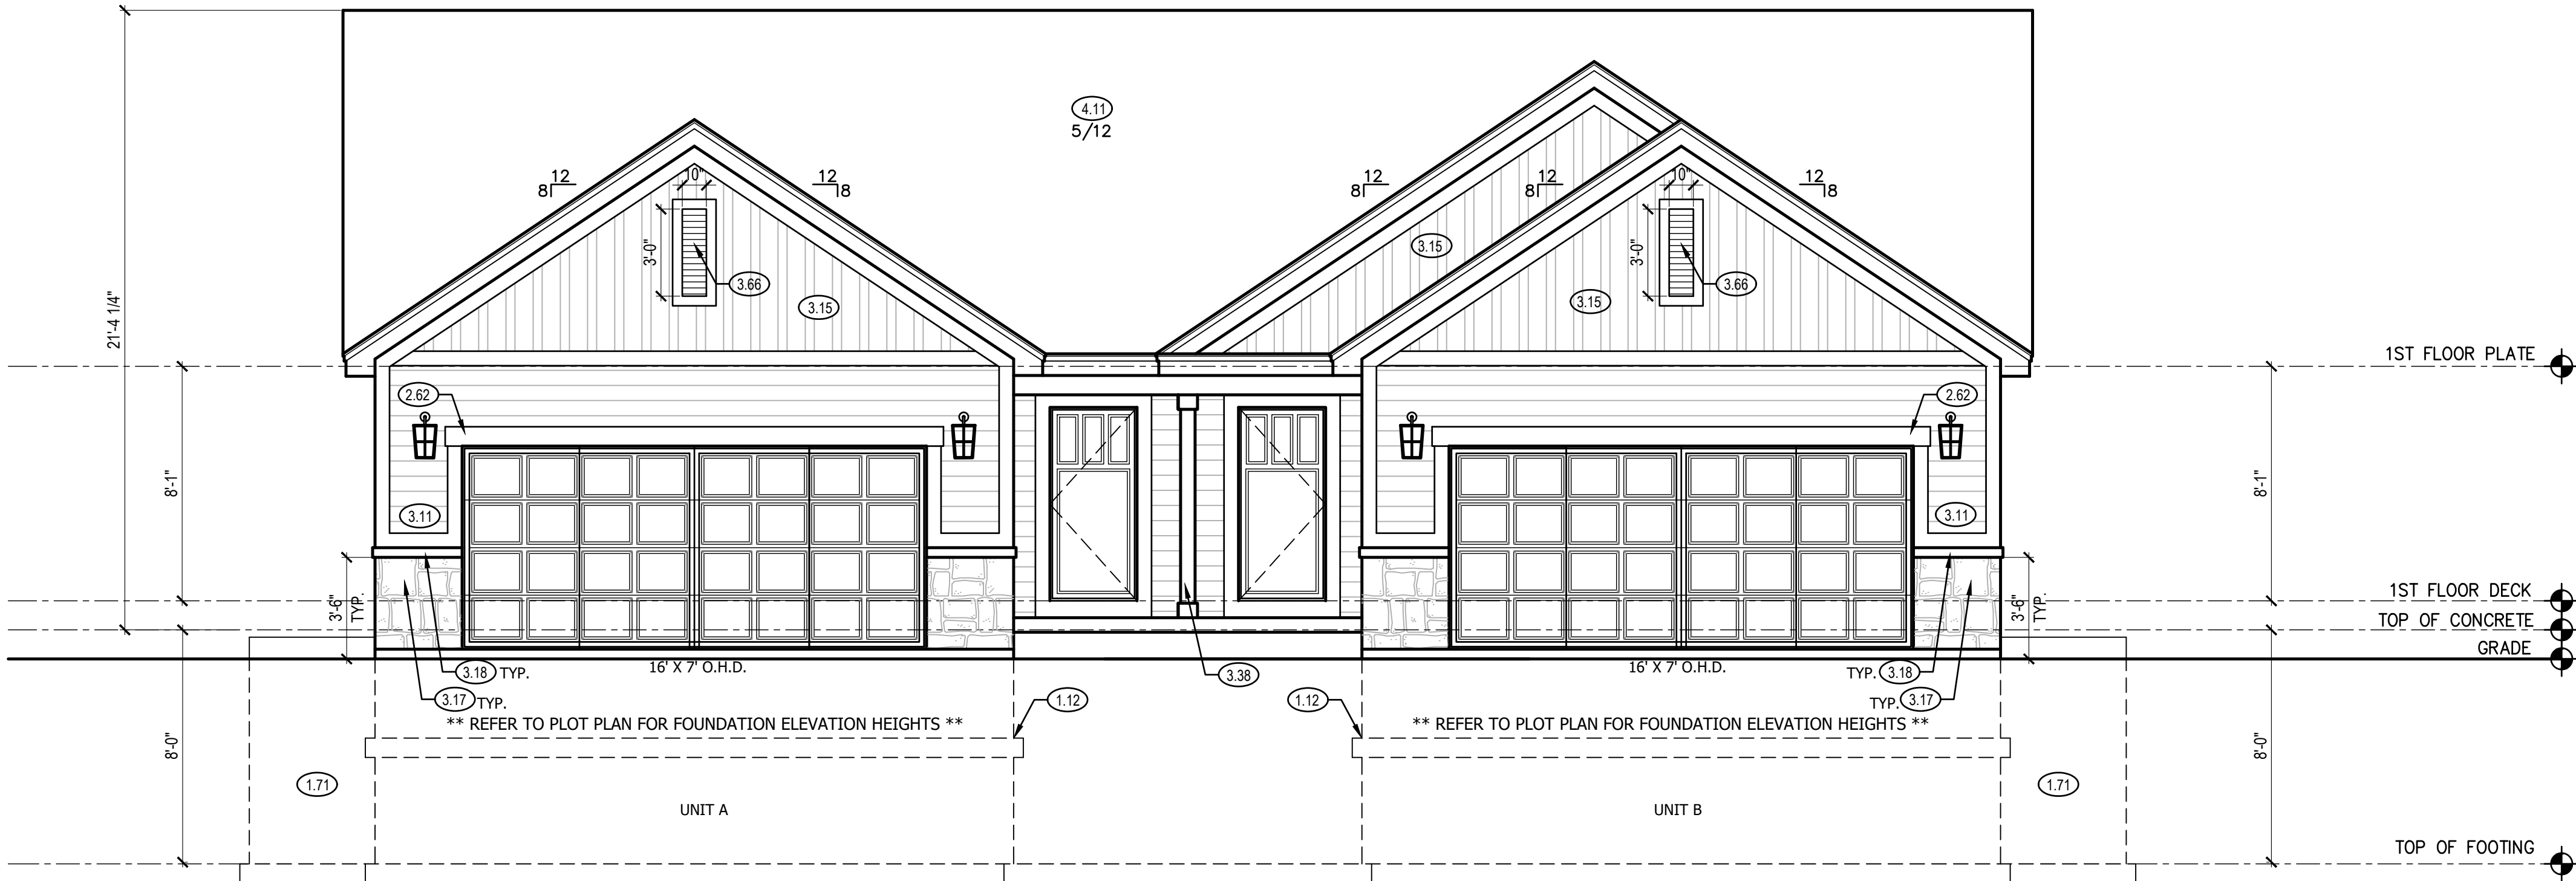 4.11
5/12
12
8
12
8
12
8
12
8
12
8
10"
10"
3'-0"
3'-0"
3.66
3.15
3.15
3.15
3.66
21'-4 1/4"
1ST FLOOR PLATE
2.62
2.62
8'-1"
8'-1"
3.11
3.11
3'-6"
TYP.
3'-6"
TYP.
1ST FLOOR DECK
TOP OF CONCRETE
GRADE
16' X 7' O.H.D.
16' X 7' O.H.D.
3.18 TYP.
3.38
TYP. 3.18
3.17 TYP.
1.12
1.12
TYP. 3.17
** REFER TO PLOT PLAN FOR FOUNDATION ELEVATION HEIGHTS **
** REFER TO PLOT PLAN FOR FOUNDATION ELEVATION HEIGHTS **
8'-0"
8'-0"
1.71
1.71
UNIT A
UNIT B
TOP OF FOOTING